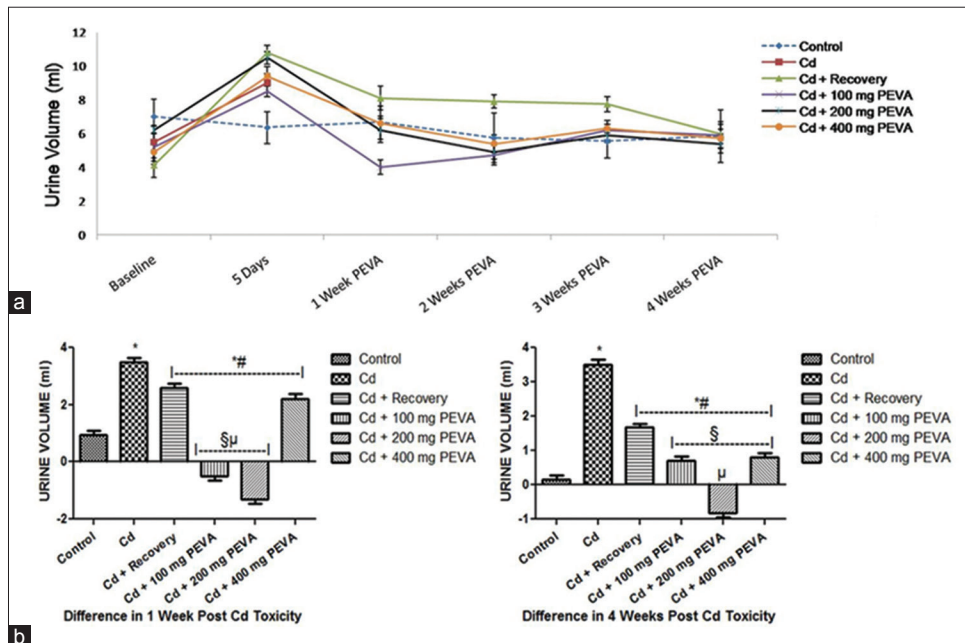 12
10
8
6
4
2
0
Urine Volume (ml)
Control
Cd
Cd + Recovery
Cd + 100 mg PEVA
Cd + 200 mg PEVA
Cd + 400 mg PEVA
Baseline
5 Days
1 Week PEVA
2 Weeks PEVA
3 Weeks PEVA
4 Weeks PEVA
a
4
2
0
-2
URINE VOLUME (ml)
*
*#
§µ
Control
Cd
Cd + Recovery
Cd + 100 mg PEVA
Cd + 200 mg PEVA
Cd + 400 mg PEVA
Control
Cd
Cd + Recovery
Cd + 100 mg PEVA
Cd + 200 mg PEVA
Cd + 400 mg PEVA
Difference in 1 Week Post Cd Toxicity
4
3
2
1
0
-1
URINE VOLUME (ml)
*
*#
§
µ
Control
Cd
Cd + Recovery
Cd + 100 mg PEVA
Cd + 200 mg PEVA
Cd + 400 mg PEVA
Control
Cd
Cd + Recovery
Cd + 100 mg PEVA
Cd + 200 mg PEVA
Cd + 400 mg PEVA
Difference in 4 Weeks Post Cd Toxicity
b